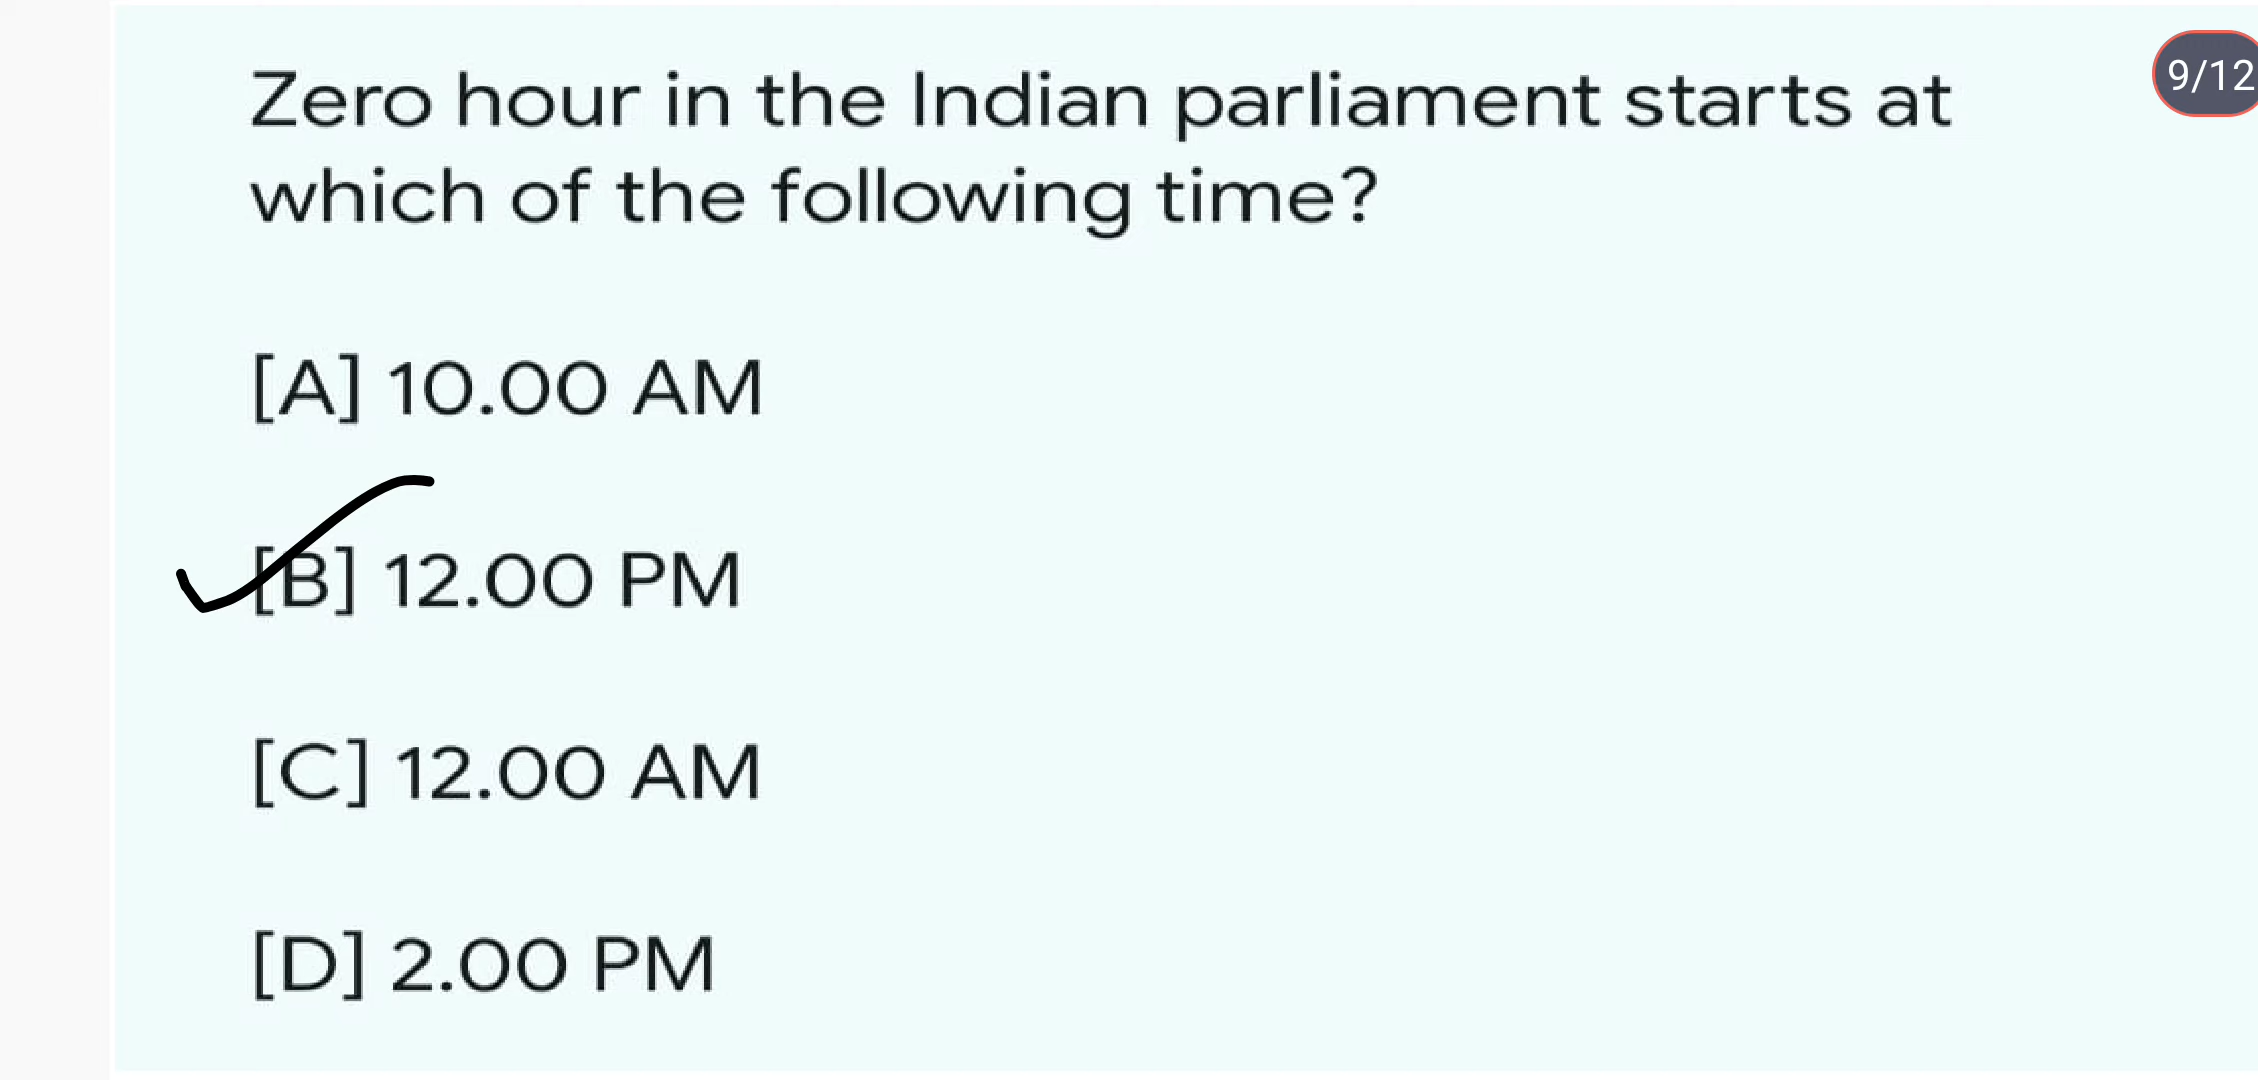 Zero hour in the Indian parliament starts at
9/12
which of the following time?
[A] 10.00 AM
[B] 12.00 PM
[C] 12.00 AM
[D] 2.00 PM